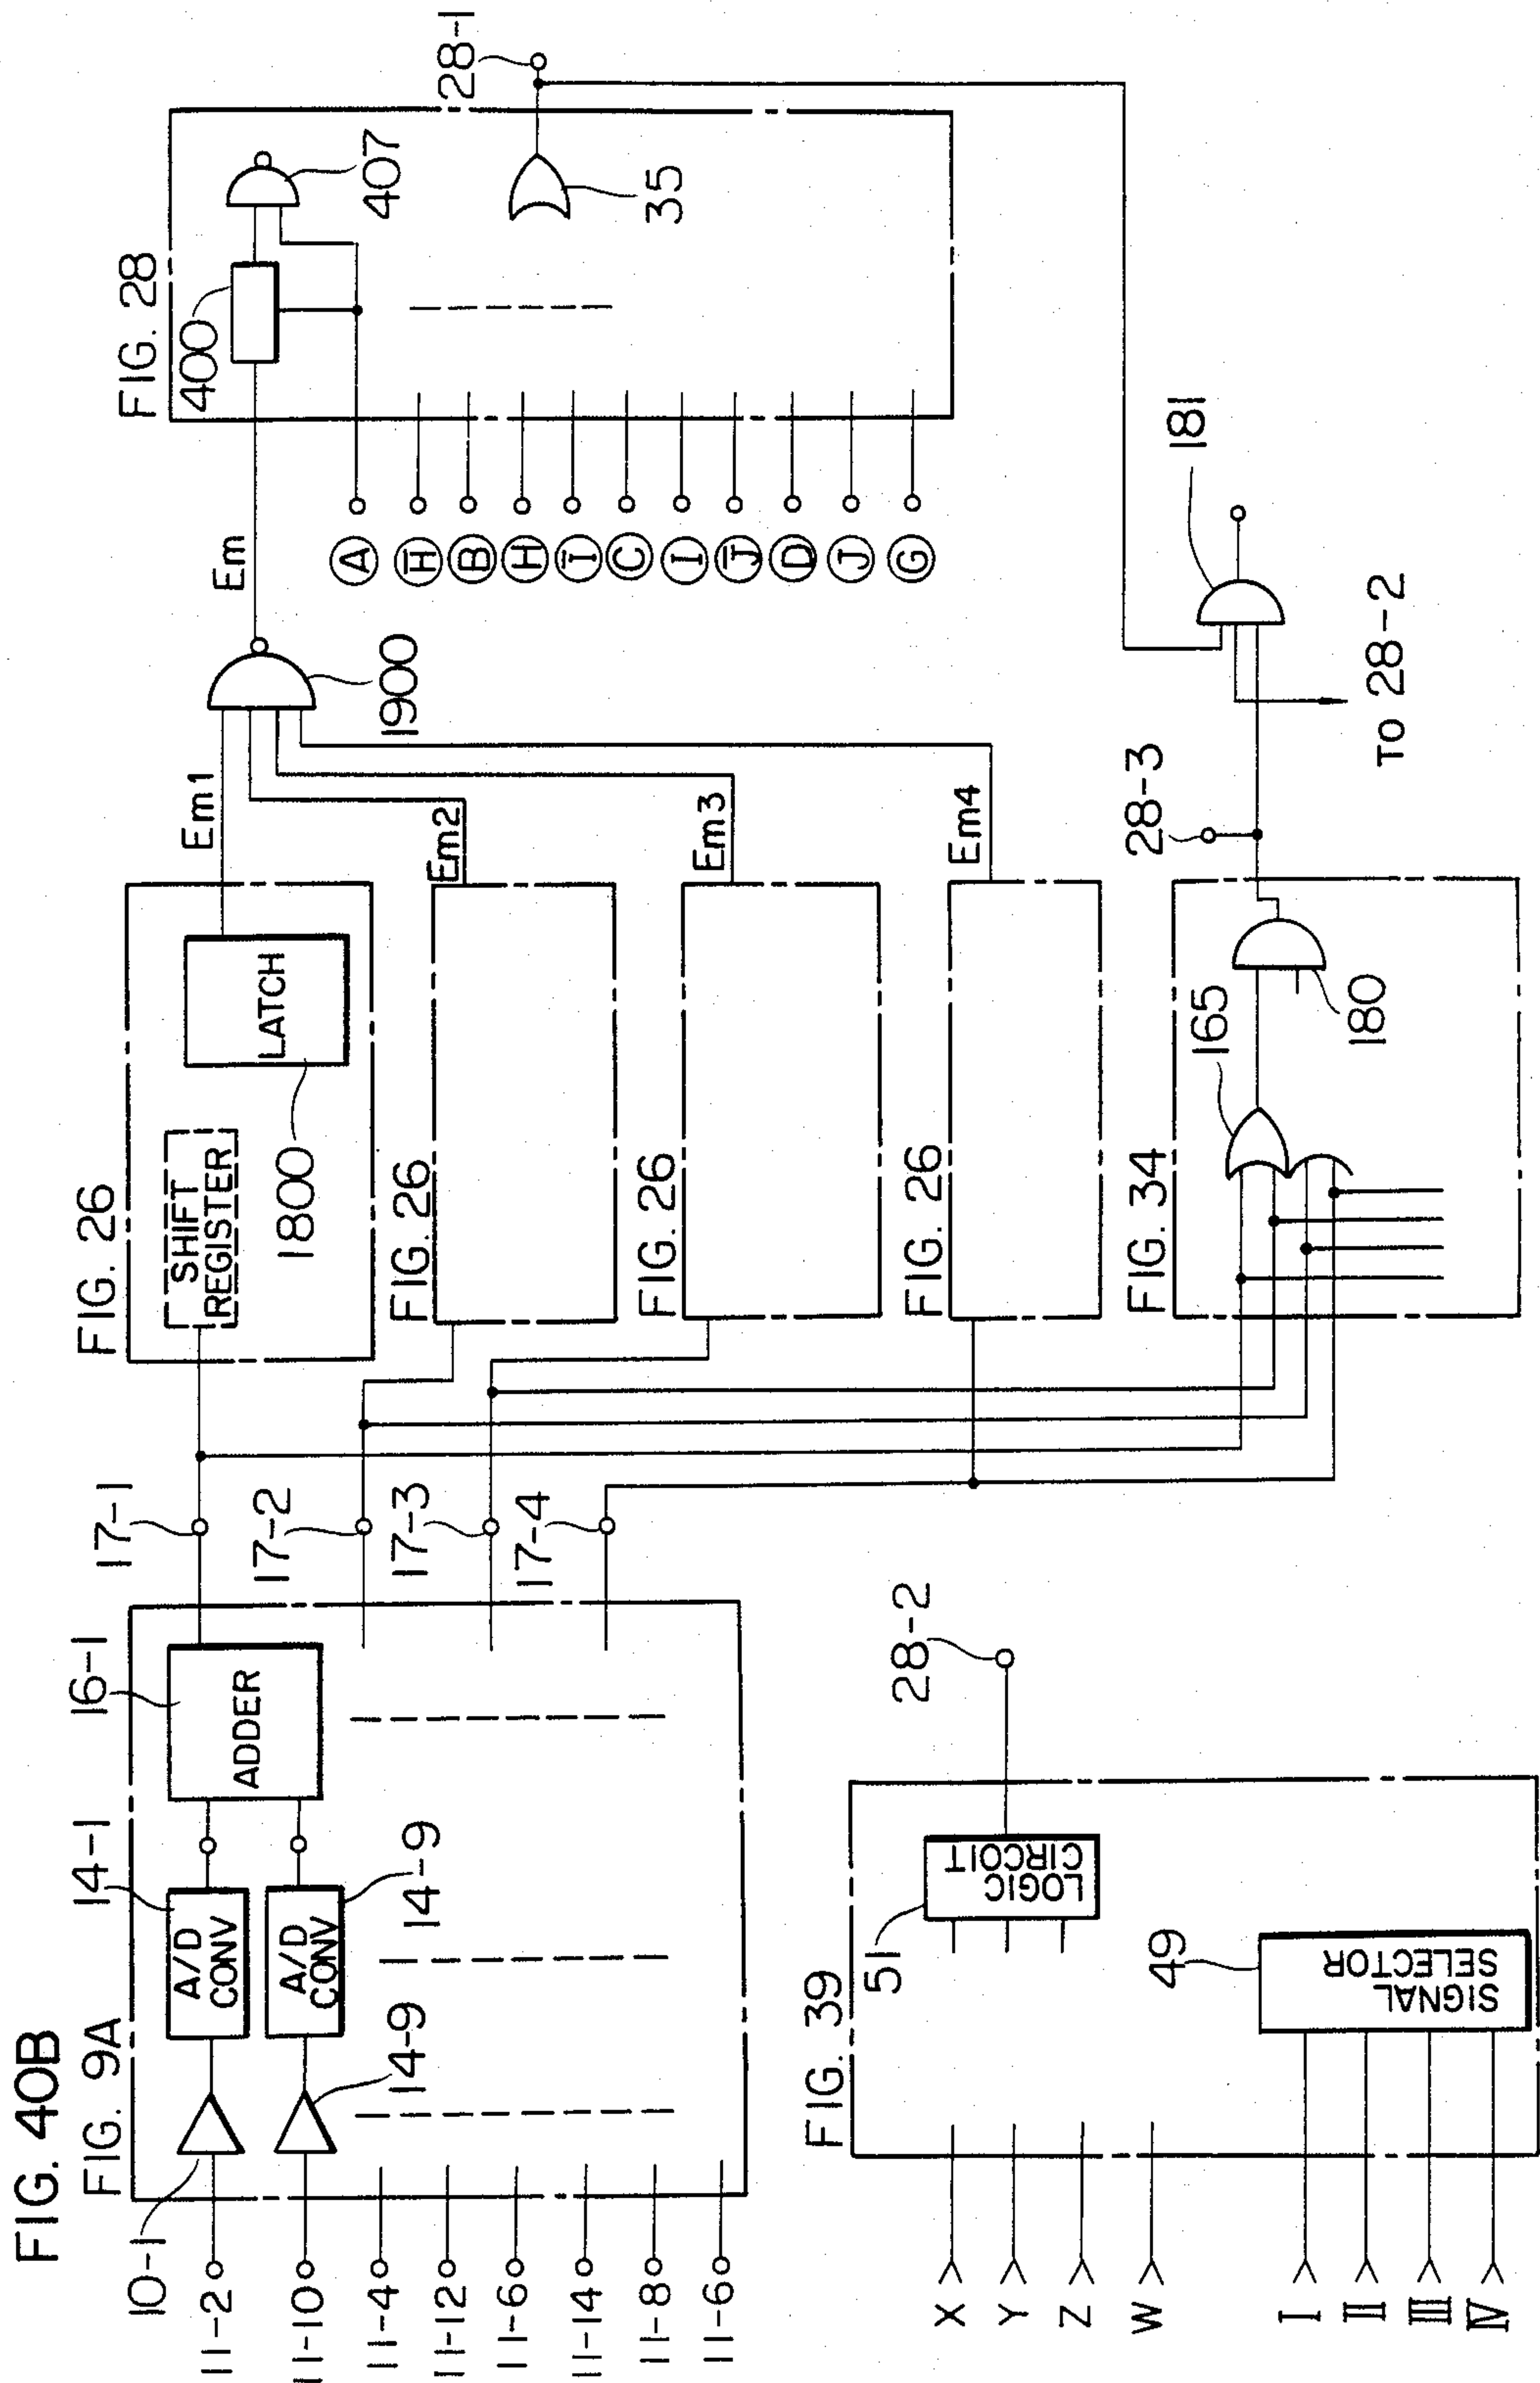 FIG. 40B
FIG. 9A
10-1
11-2
11-10
11-4
11-12
11-6
11-14
11-8
11-6
14-9
14-1
A/D
CONV
A/D
CONV
14-9
16-1
ADDER
17-1
17-2
17-3
17-4
FIG. 26
SHIFT
REGISTER
LATCH
1800
FIG. 26
FIG. 26
FIG. 26
Em1
Em2
Em3
Em4
1900
Em
FIG. 28
400
407
35
28-1
A
H̅
B
H
I̅
C
I
J̅
D
J
G
FIG. 34
165
180
28-3
TO 28-2
181
FIG. 39
X
Y
Z
W
I
II
III
IV
51
LOGIC
CIRCOIT
28-2
49
SIGNAL
SELECTOR